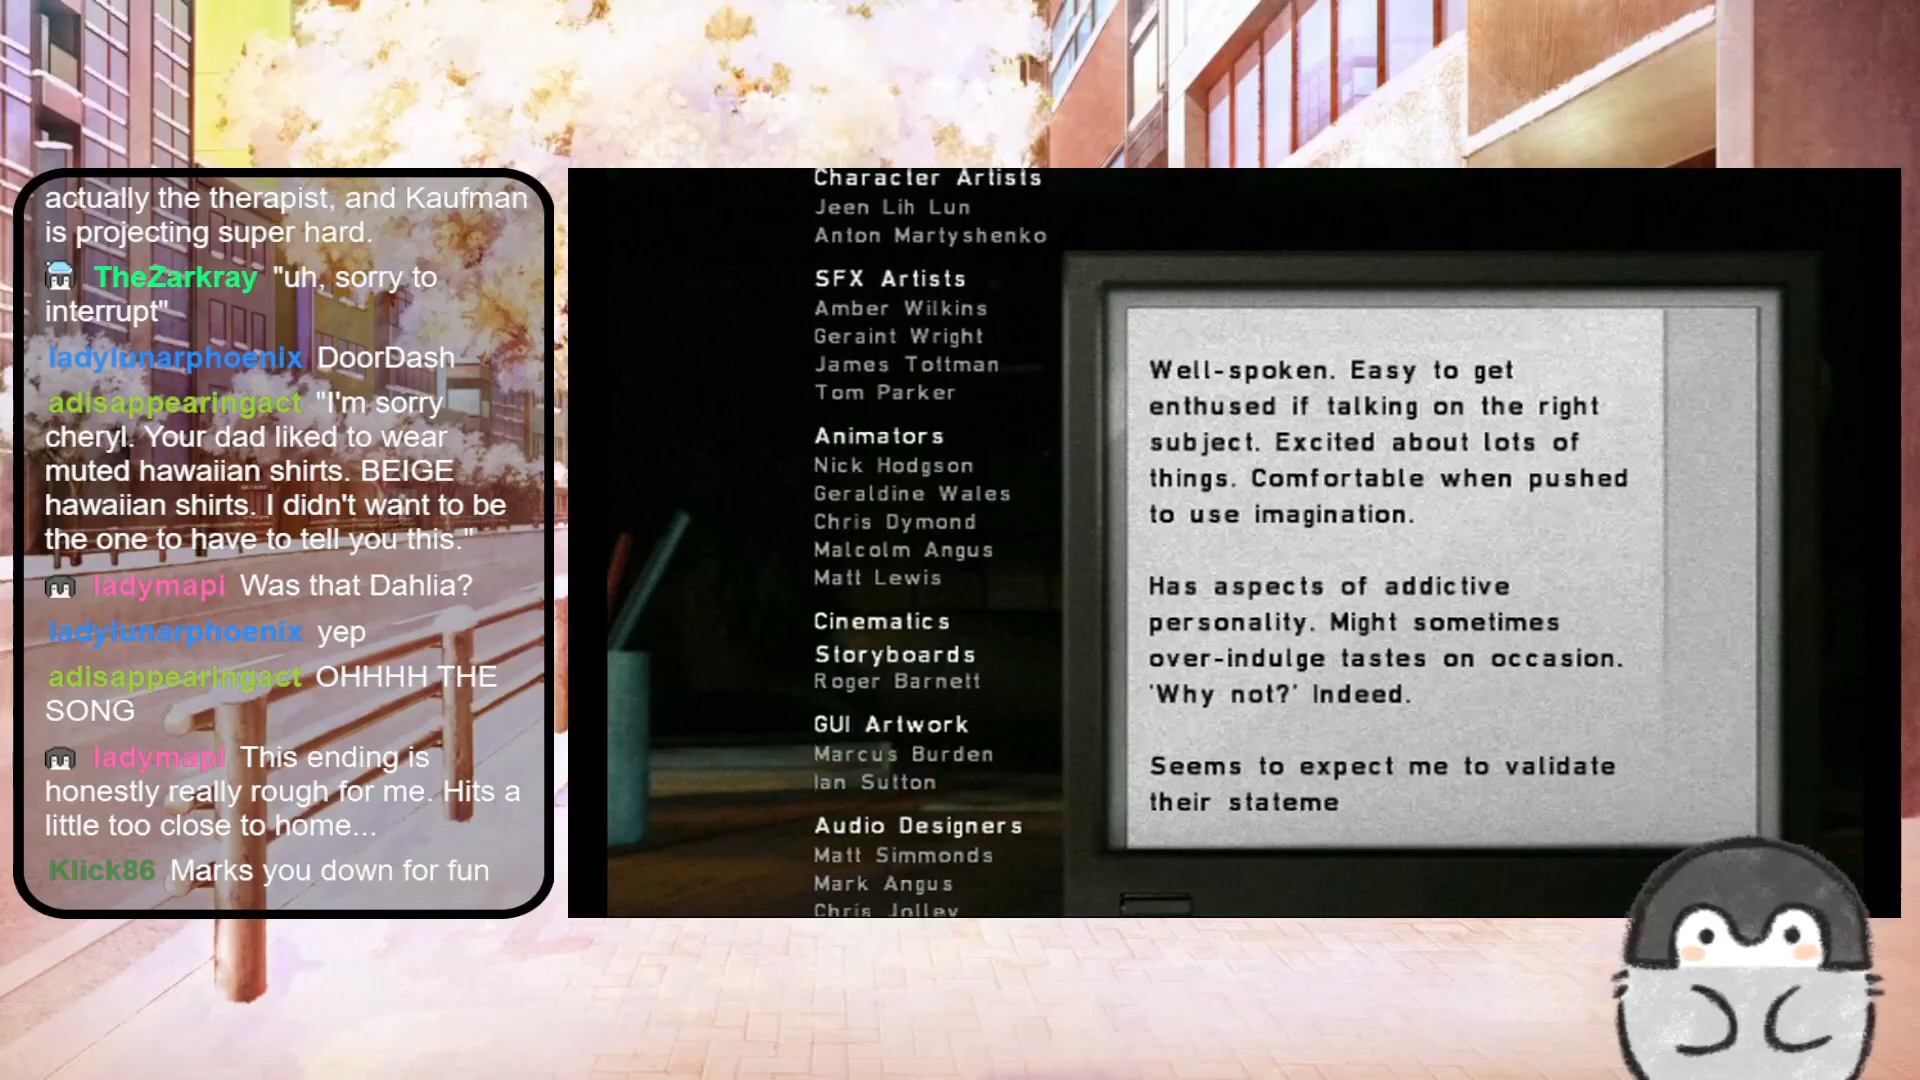 actually the therapist, and Kaufman
is projecting super hard.
TheZarkray "uh, sorry to
interrupt"
ladylunarphoenix DoorDash
adisappearingact "I'm sorry
cheryl. Your dad liked to wear
muted hawaiian shirts. BEIGE
hawaiian shirts. I didn't want to be
the one to have to tell you this."
ladymapi Was that Dahlia?
ladylunarphoenix yep
adisappearingact OHHHH THE
SONG
ladymapi This ending is
honestly really rough for me. Hits a
little too close to home...
Klick86 Marks you down for fun
Character Artists
Jeen Lih Lun
Anton Martyshenko
SFX Artists
Amber Wilkins
Geraint Wright
James Tottman
Tom Parker
Animators
Nick Hodgson
Geraldine Wales
Chris Dymond
Malcolm Angus
Matt Lewis
Cinematics
Storyboards
Roger Barnett
GUI Artwork
Marcus Burden
Ian Sutton
Audio Designers
Matt Simmonds
Mark Angus
Chris Jolley
Well-spoken. Easy to get
enthused if talking on the right
subject. Excited about lots of
things. Comfortable when pushed
to use imagination.
Has aspects of addictive
personality. Might sometimes
over-indulge tastes on occasion.
'Why not?' Indeed.
Seems to expect me to validate
their stateme